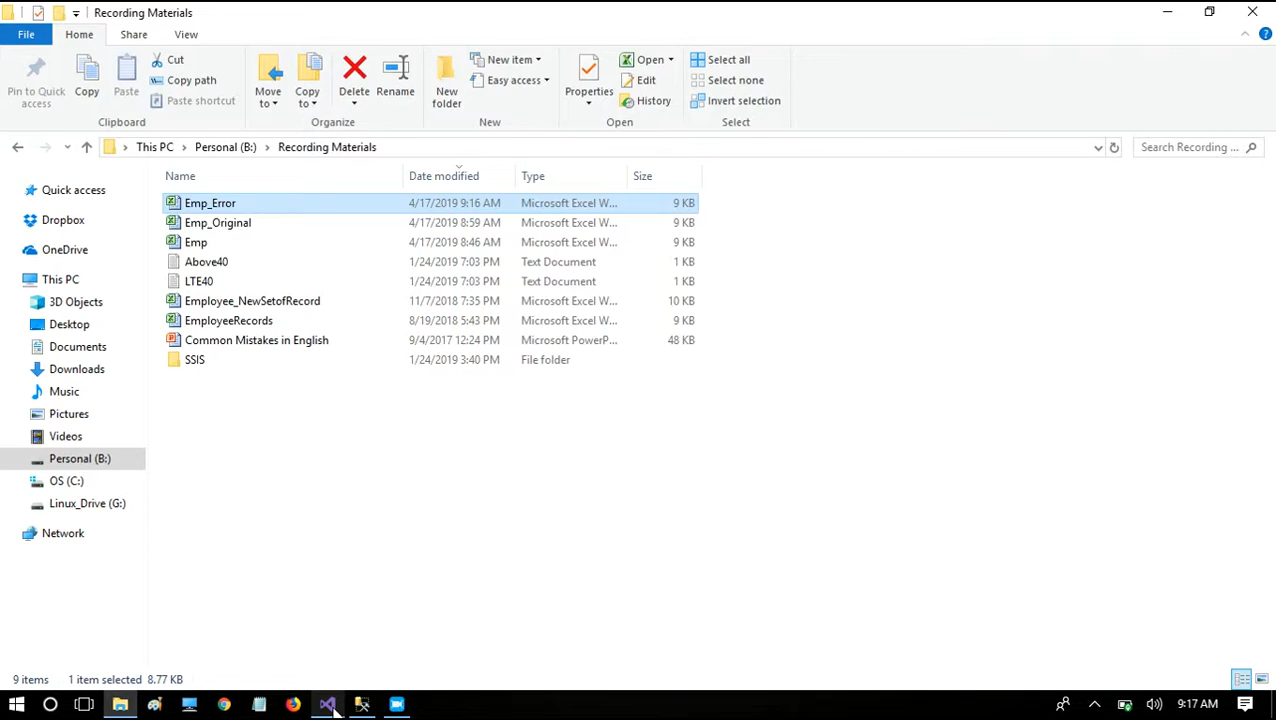 Recording Materials
File Home Share View
Pin to Quick access
Copy
Paste
Cut
Copy path
Paste shortcut
Clipboard
Move to
Copy to
Delete
Rename
Organize
New folder
New item
Easy access
New
Properties
Open
Edit
History
Open
Select all
Select none
Invert selection
Select
This PC Personal (B:) Recording Materials
Search Recording ...
Name Date modified Type Size
Emp_Error 4/17/2019 9:16 AM Microsoft Excel W... 9 KB
Emp_Original 4/17/2019 8:59 AM Microsoft Excel W... 9 KB
Emp 4/17/2019 8:46 AM Microsoft Excel W... 9 KB
Above40 1/24/2019 7:03 PM Text Document 1 KB
LTE40 1/24/2019 7:03 PM Text Document 1 KB
Employee_NewSetofRecord 11/7/2018 7:35 PM Microsoft Excel W... 10 KB
EmployeeRecords 8/19/2018 5:43 PM Microsoft Excel W... 9 KB
Common Mistakes in English 9/4/2017 12:24 PM Microsoft PowerP... 48 KB
SSIS 1/24/2019 3:40 PM File folder
Quick access
Dropbox
OneDrive
This PC
3D Objects
Desktop
Documents
Downloads
Music
Pictures
Videos
Personal (B:)
OS (C:)
Linux_Drive (G:)
Network
9 items 1 item selected 8.77 KB
9:17 AM